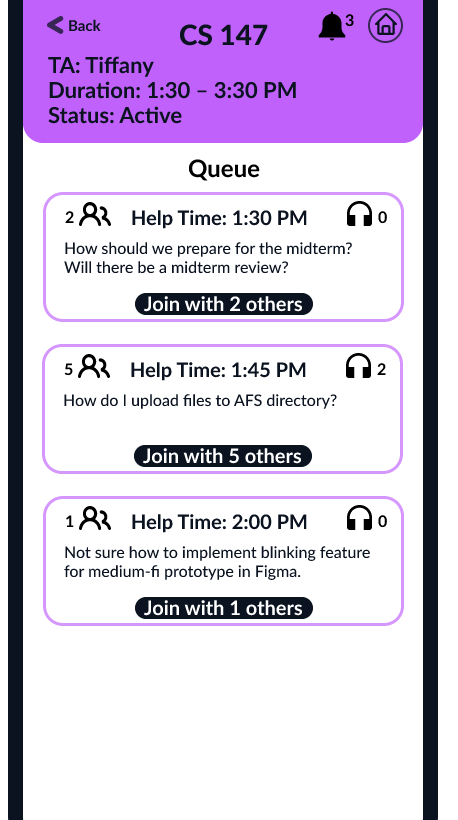 Back
CS 147
3
TA: Tiffany
Duration: 1:30 – 3:30 PM
Status: Active
Queue
2 Help Time: 1:30 PM 0
How should we prepare for the midterm?
Will there be a midterm review?
Join with 2 others
5 Help Time: 1:45 PM 2
How do I upload files to AFS directory?
Join with 5 others
1 Help Time: 2:00 PM 0
Not sure how to implement blinking feature
for medium-fi prototype in Figma.
Join with 1 others